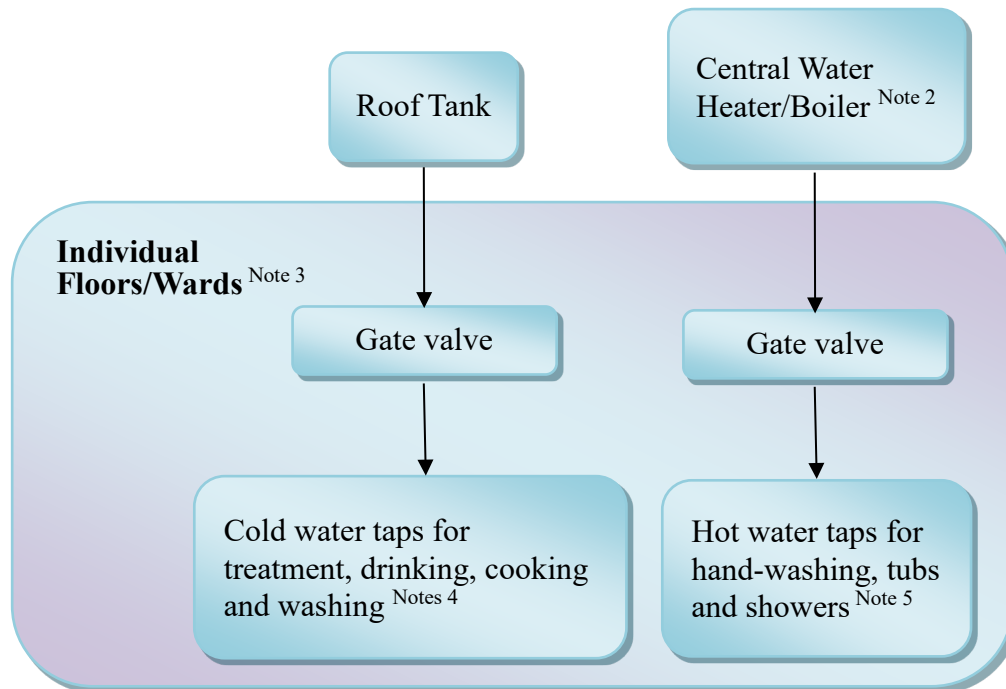 Roof Tank
Central Water
Heater/Boiler Note 2
Individual
Floors/Wards Note 3
Gate valve
Gate valve
Cold water taps for
treatment, drinking, cooking
and washing Notes 4
Hot water taps for
hand-washing, tubs
and showers Note 5